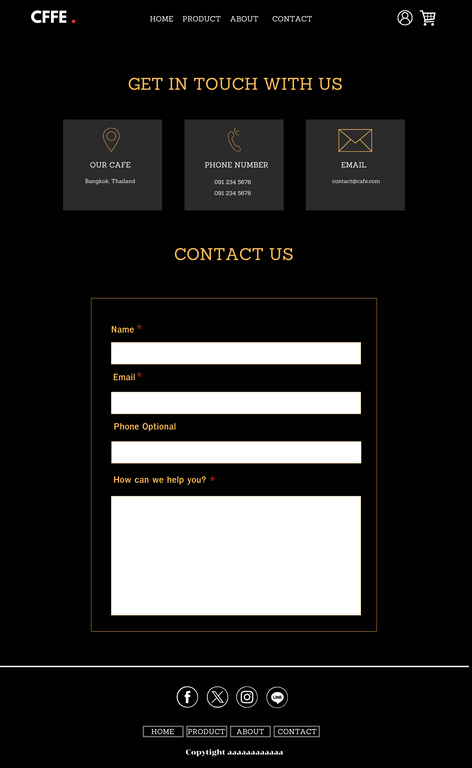 CFFE .
HOME PRODUCT ABOUT CONTACT
GET IN TOUCH WITH US
OUR CAFE
Bangkok, Thailand
PHONE NUMBER
091 234 5678
091 234 5678
EMAIL
contact@cafe.com
CONTACT US
Name *
Email *
Phone Optional
How can we help you? *
LINE
HOME PRODUCT ABOUT CONTACT
Copytight aaaaaaaaaaaa